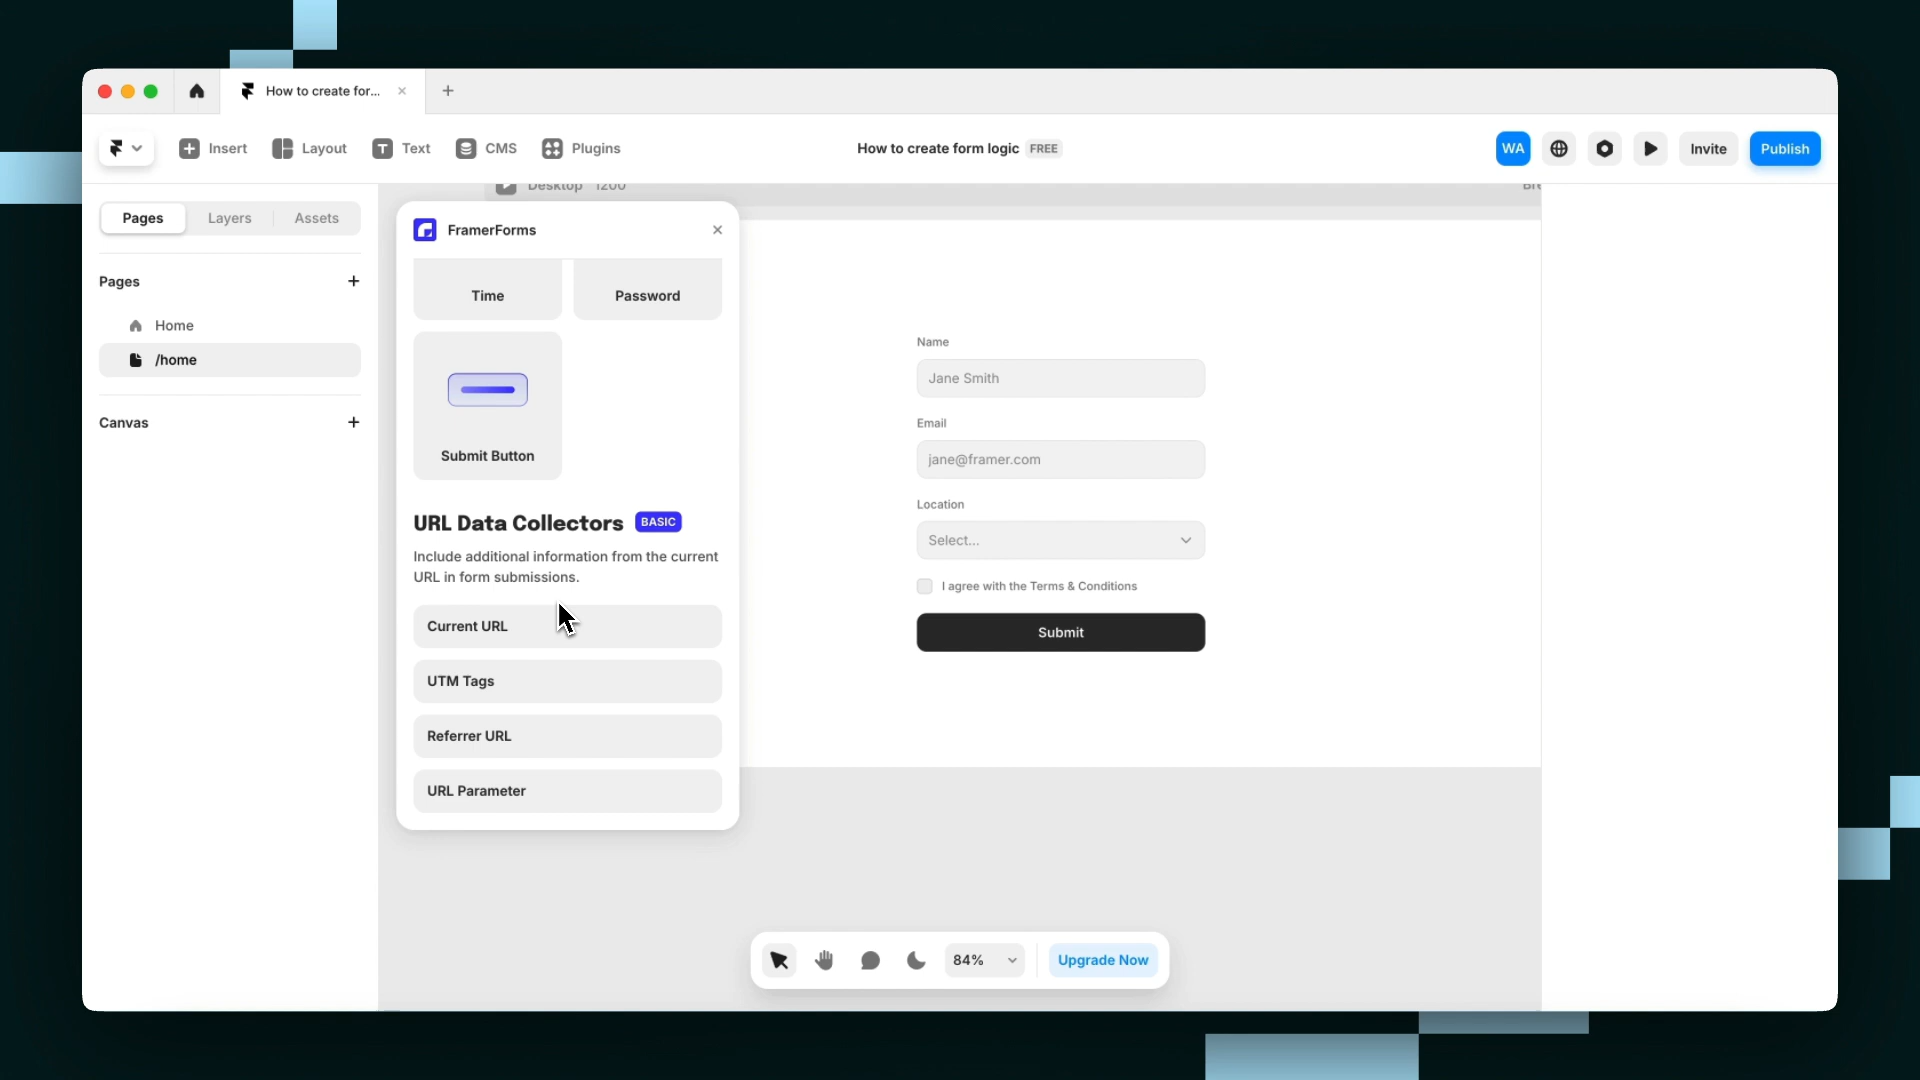 How to create for...
Insert
Layout
Text
CMS
Plugins
How to create form logic FREE
WA
Invite
Publish
Pages
Layers
Assets
Pages
Home
/home
Canvas
Desktop 1200
FramerForms
Time
Password
Submit Button
URL Data Collectors BASIC
Include additional information from the current
URL in form submissions.
Current URL
UTM Tags
Referrer URL
URL Parameter
Name
Jane Smith
Email
jane@framer.com
Location
Select...
I agree with the Terms & Conditions
Submit
84%
Upgrade Now